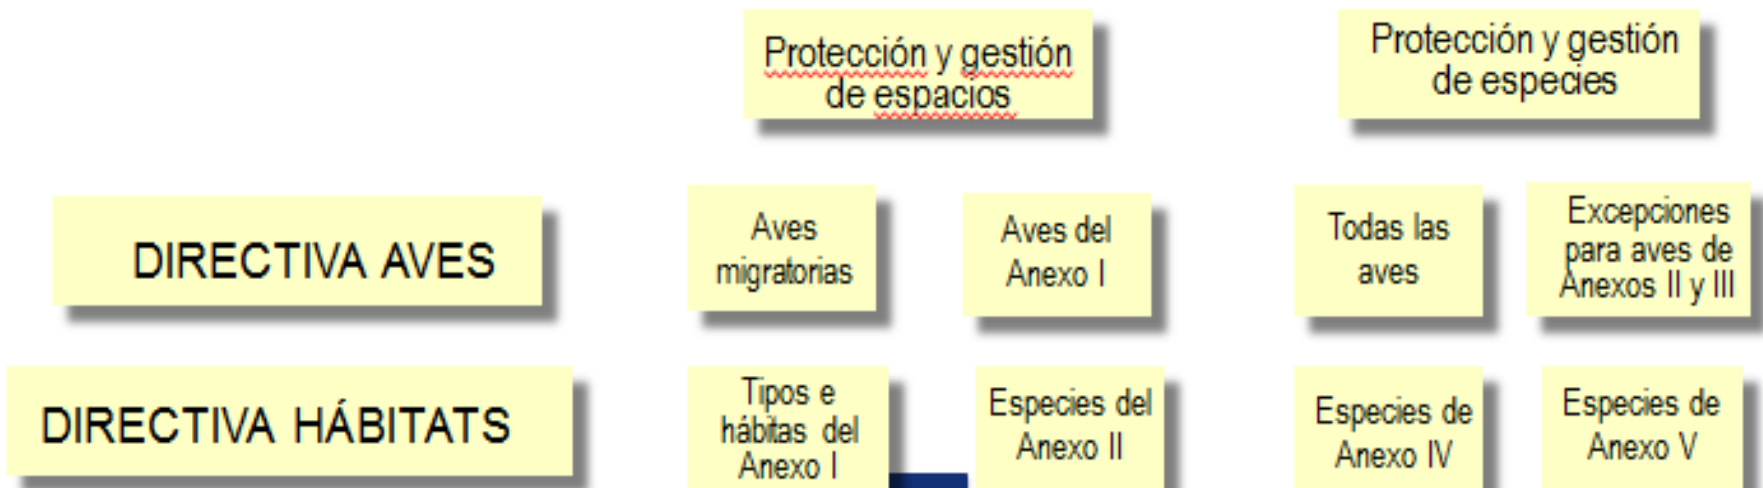 Protección y gestión
de espacios
Protección y gestión
de especies
DIRECTIVA AVES
Aves
migratorias
Aves del
Anexo I
Todas las
aves
Excepciones
para aves de
Anexos II y III
DIRECTIVA HÁBITATS
Tipos e
hábitas del
Anexo I
Especies del
Anexo II
Especies de
Anexo IV
Especies de
Anexo V